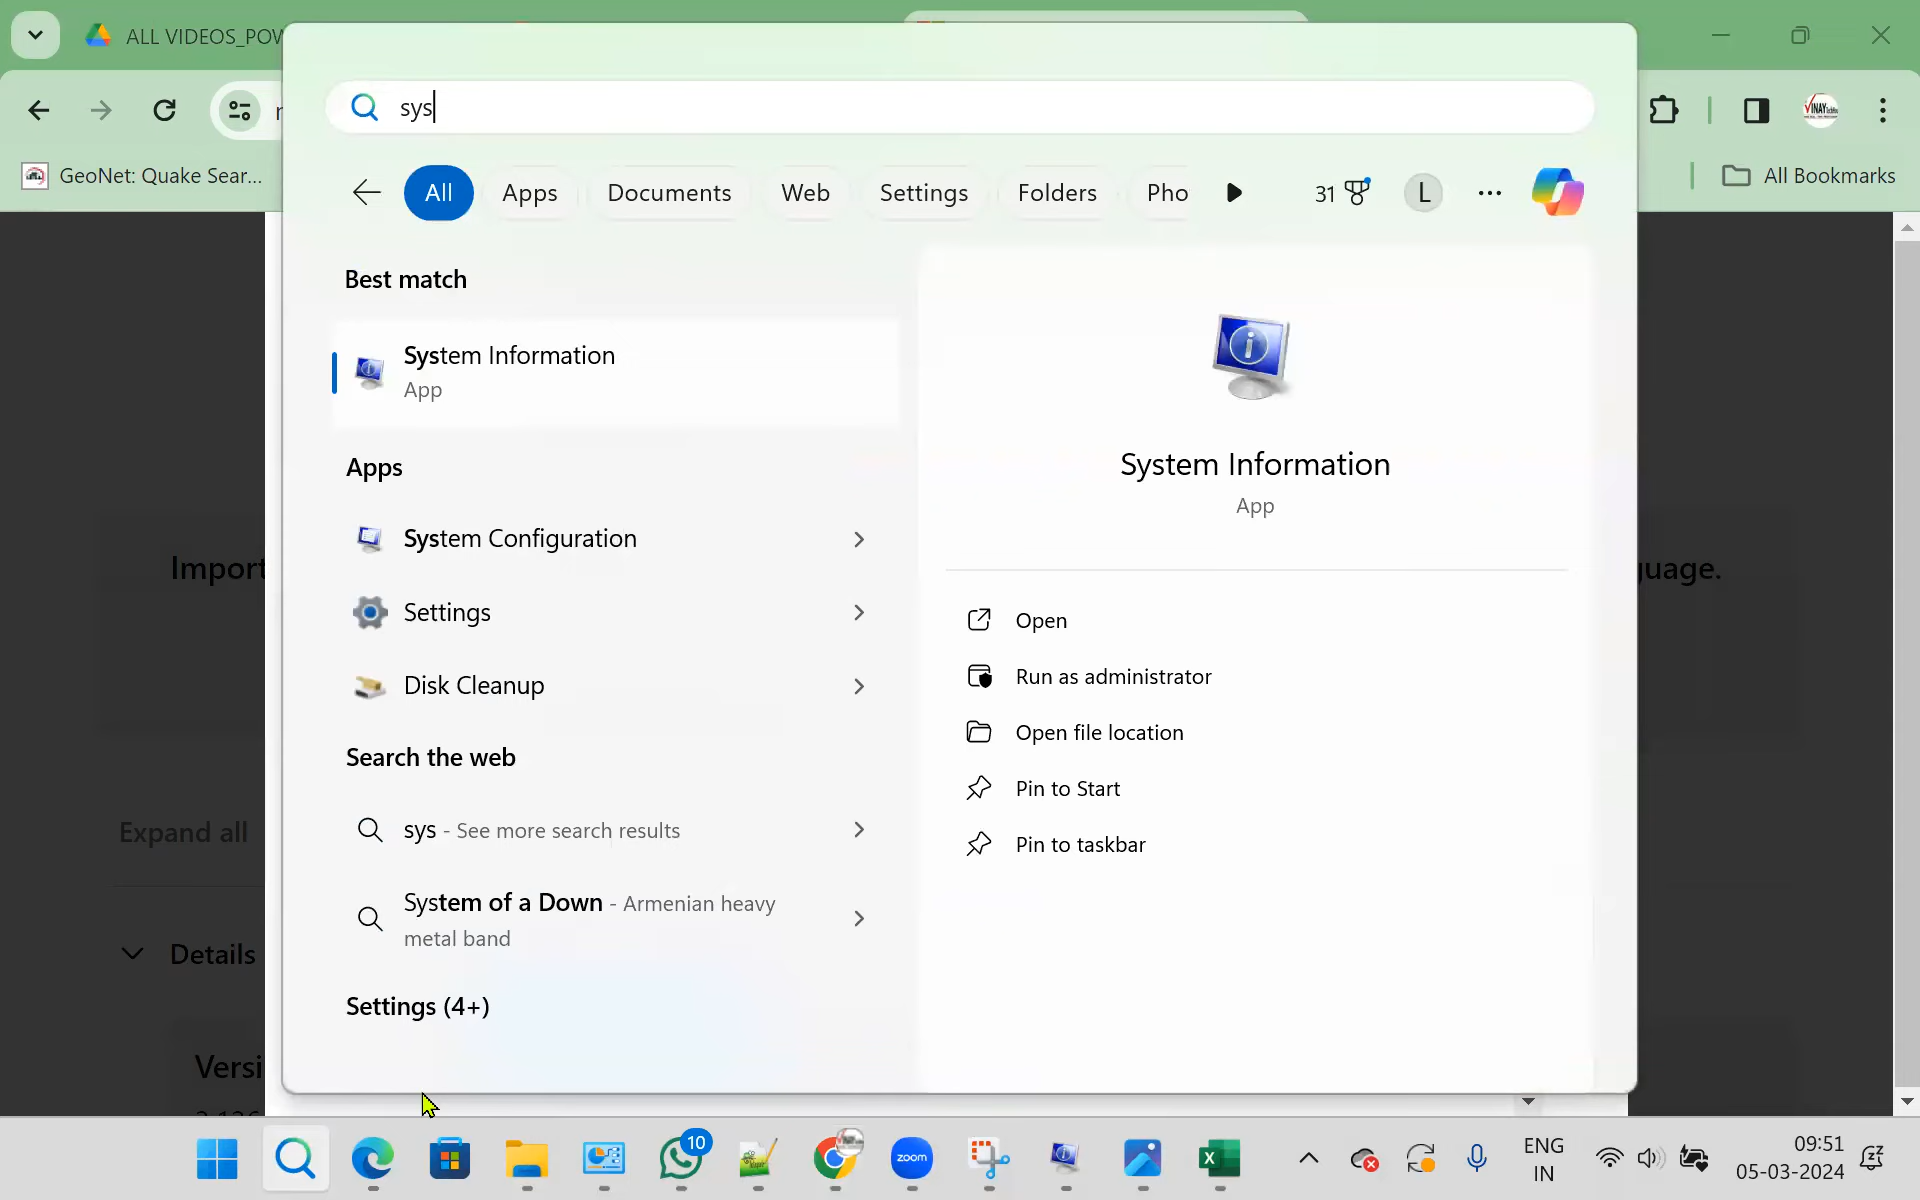 ALL VIDEOS_POW
sys
GeoNet: Quake Sear...
All Bookmarks
All
Apps
Documents
Web
Settings
Folders
Pho
31
L
Best match
System Information
App
Apps
System Configuration
Settings
Disk Cleanup
Search the web
sys - See more search results
System of a Down - Armenian heavy
metal band
Settings (4+)
System Information
App
Open
Run as administrator
Open file location
Pin to Start
Pin to taskbar
Import
guage.
Expand all
Details
Versi
10
zoom
ENG
IN
09:51
05-03-2024